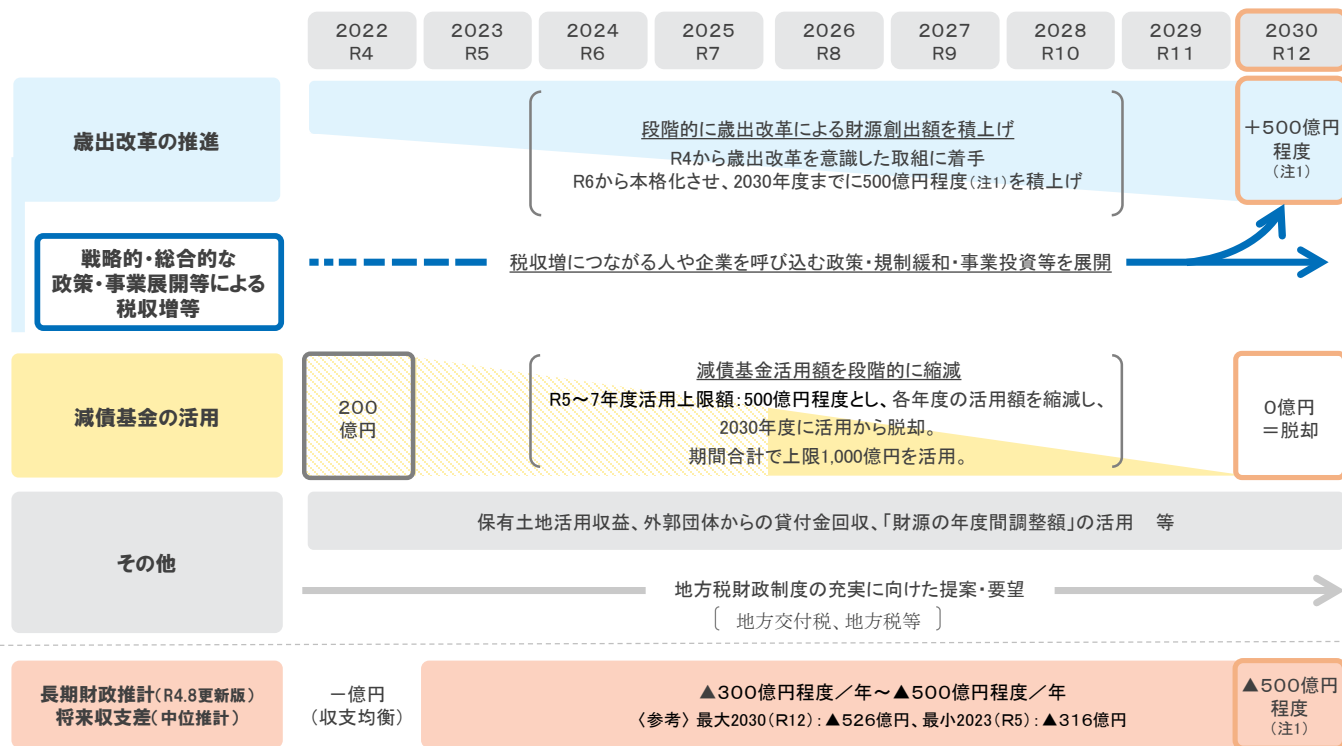 2022
R4
2023
R5
2024
R6
2025
R7
2026
R8
2027
R9
2028
R10
2029
R11
2030
R12
歳出改革の推進
段階的に歳出改革による財源創出額を積上げ
R4から歳出改革を意識した取組に着手
R6から本格化させ、2030年度までに500億円程度(注1)を積上げ
＋500億円
程度
(注1)
戦略的・総合的な
政策・事業展開等による
税収増等
税収増につながる人や企業を呼び込む政策・規制緩和・事業投資等を展開
減債基金の活用
200
億円
減債基金活用額を段階的に縮減
R5～7年度活用上限額：500億円程度とし、各年度の活用額を縮減し、
2030年度に活用から脱却。
期間合計で上限1,000億円を活用。
0億円
＝脱却
その他
保有土地活用収益、外郭団体からの貸付金回収、「財源の年度間調整額」の活用　等
地方税財政制度の充実に向けた提案・要望
〔 地方交付税、地方税等 〕
長期財政推計(R4.8更新版)
将来収支差(中位推計)
－億円
(収支均衡)
▲300億円程度／年～▲500億円程度／年
〈参考〉 最大2030(R12)：▲526億円、最小2023(R5)：▲316億円
▲500億円
程度
(注1)